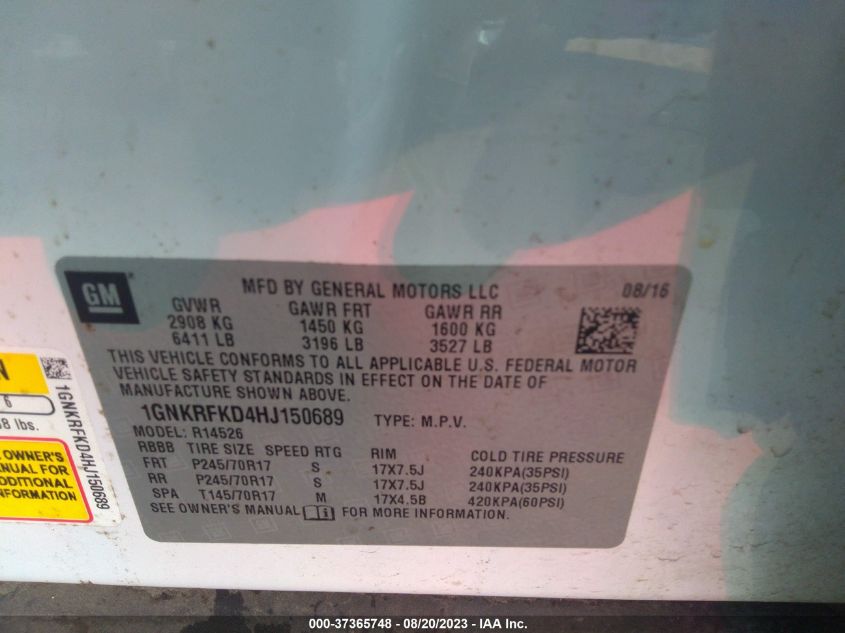 GM
MFD BY GENERAL MOTORS LLC 08/16
GVWR GAWR FRT GAWR RR
2908 KG 1450 KG 1600 KG
6411 LB 3196 LB 3527 LB
THIS VEHICLE CONFORMS TO ALL APPLICABLE U.S. FEDERAL MOTOR
VEHICLE SAFETY STANDARDS IN EFFECT ON THE DATE OF
MANUFACTURE SHOWN ABOVE.
1GNKRFKD4HJ150689 TYPE: M.P.V.
MODEL: R14526
RBBB TIRE SIZE SPEED RTG RIM COLD TIRE PRESSURE
FRT P245/70R17 S 17X7.5J 240KPA(35PSI)
RR P245/70R17 S 17X7.5J 240KPA(35PSI)
SPA T145/70R17 M 17X4.5B 420KPA(60PSI)
SEE OWNER'S MANUAL FOR MORE INFORMATION.
N
6
8 lbs.
OWNER'S
MANUAL FOR
ADDITIONAL
INFORMATION
1GNKRFKD4HJ150689
000-37365748 - 08/20/2023 - IAA Inc.